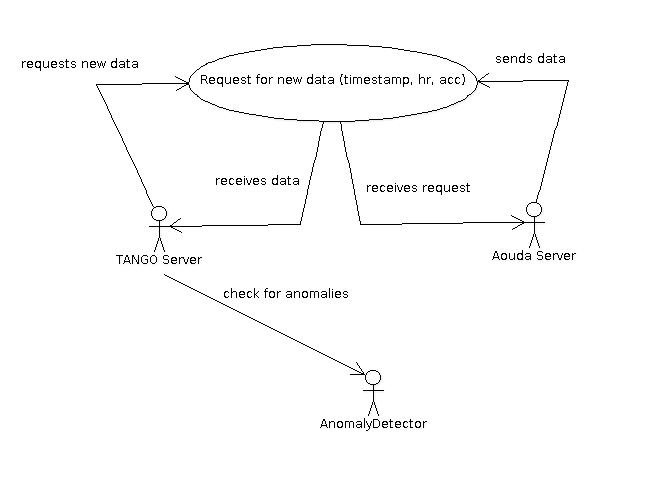 sends data
requests new data
Request for new data (timestamp, hr, acc)
receives data
receives request
TANGO Server
Aouda Server
check for anomalies
AnomalyDetector